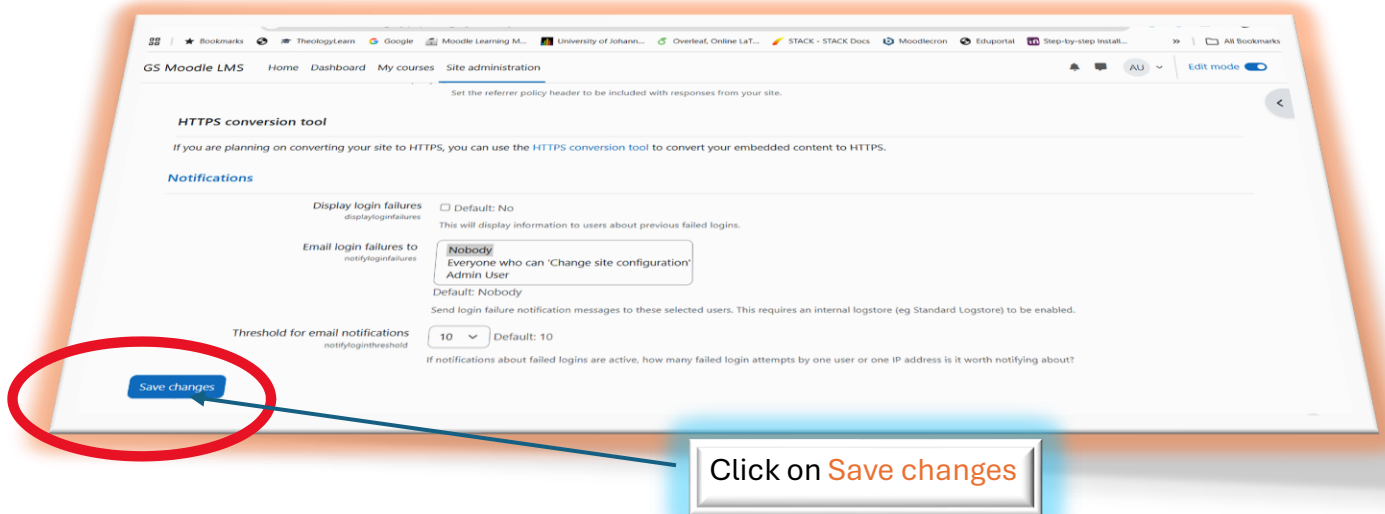 Bookmarks TheologyLearn Google Moodle Learning M... University of Johann... Overleaf, Online LaT... STACK - STACK Docs Moodlecron Eduportal Step-by-step Install... » All Bookmarks
GS Moodle LMS Home Dashboard My courses Site administration AU Edit mode
Set the referrer policy header to be included with responses from your site.
HTTPS conversion tool
If you are planning on converting your site to HTTPS, you can use the HTTPS conversion tool to convert your embedded content to HTTPS.
Notifications
Display login failures Default: No
displayloginfailures
This will display information to users about previous failed logins.
Email login failures to Nobody
notifyloginfailures
Everyone who can 'Change site configuration'
Admin User
Default: Nobody
Send login failure notification messages to these selected users. This requires an internal logstore (eg Standard Logstore) to be enabled.
Threshold for email notifications 10 Default: 10
notifyloginthreshold
If notifications about failed logins are active, how many failed login attempts by one user or one IP address is it worth notifying about?
Save changes
Click on Save changes